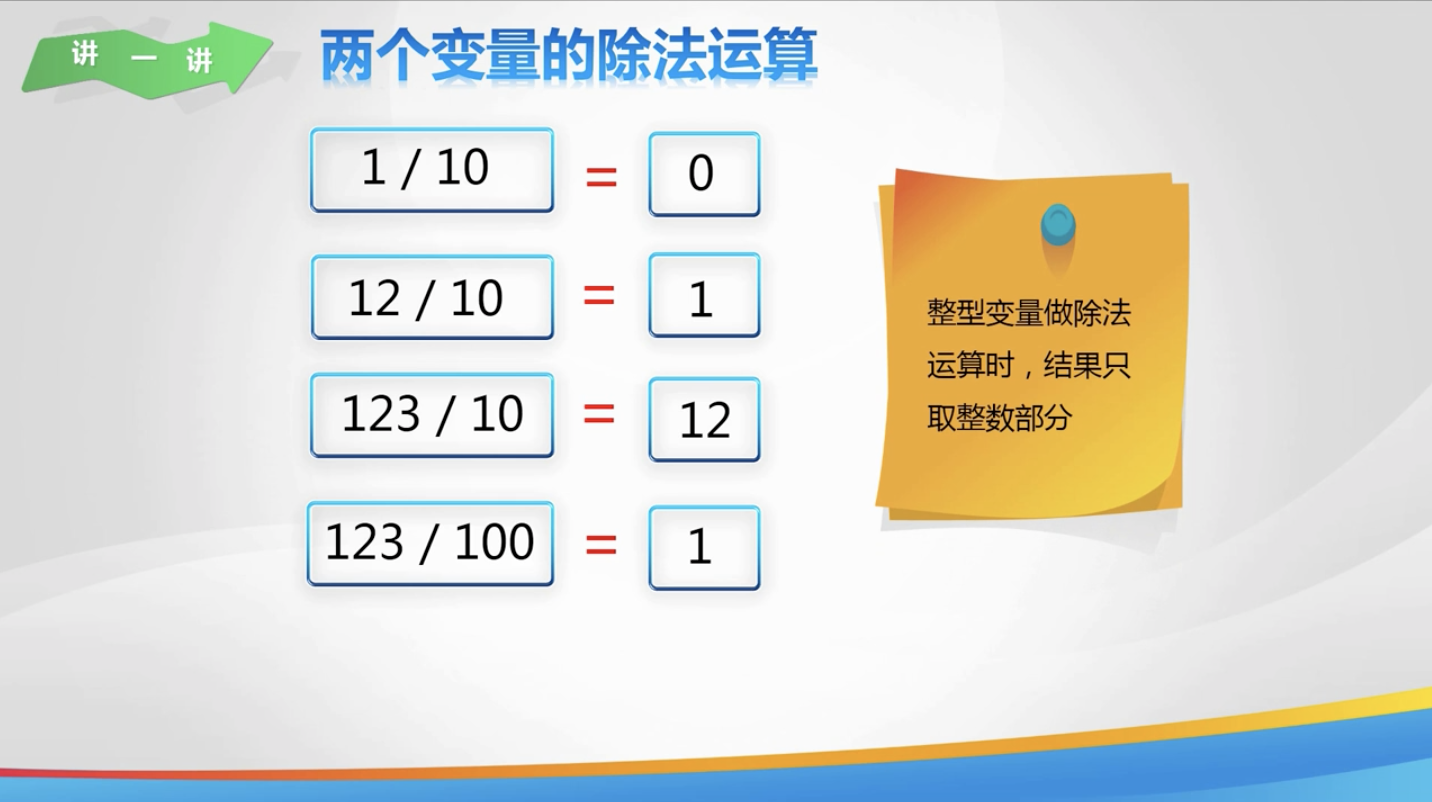 讲一讲
两个变量的除法运算
1 / 10 = 0
12 / 10 = 1
123 / 10 = 12
123 / 100 = 1
整型变量做除法
运算时，结果只
取整数部分